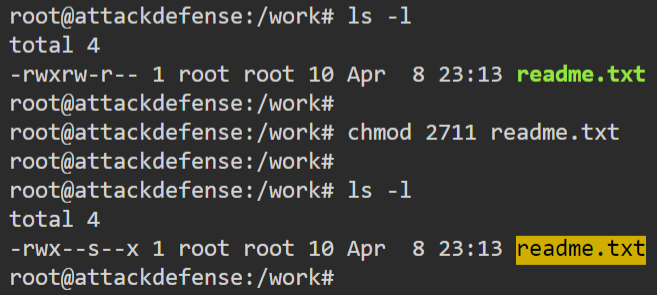 root@attackdefense:/work# ls -l
total 4
-rwxrw-r-- 1 root root 10 Apr  8 23:13 readme.txt
root@attackdefense:/work#
root@attackdefense:/work# chmod 2711 readme.txt
root@attackdefense:/work#
root@attackdefense:/work# ls -l
total 4
-rwx--s--x 1 root root 10 Apr  8 23:13 readme.txt
root@attackdefense:/work#